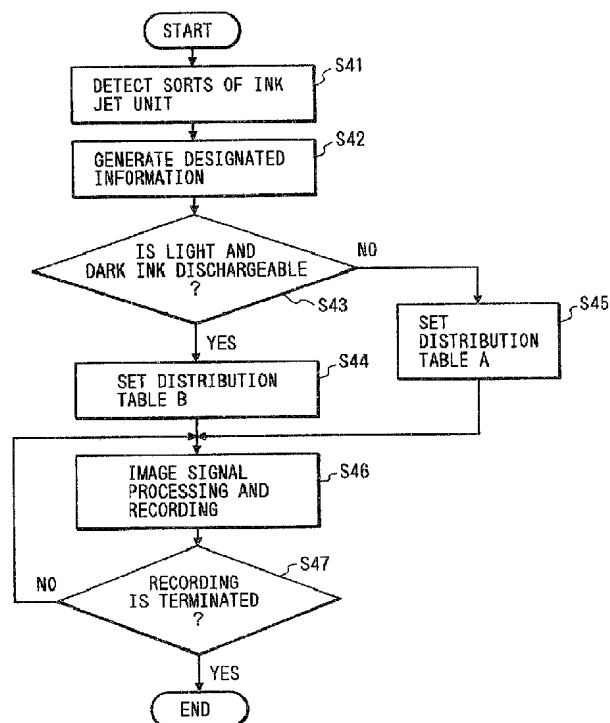 START
DETECT SORTS OF INK
JET UNIT
S41
GENERATE DESIGNATED
INFORMATION
S42
IS LIGHT AND
DARK INK DISCHARGEABLE
?
S43
NO
YES
SET DISTRIBUTION
TABLE B
S44
SET
DISTRIBUTION
TABLE A
S45
IMAGE SIGNAL
PROCESSING AND
RECORDING
S46
RECORDING
IS TERMINATED
?
S47
NO
YES
END